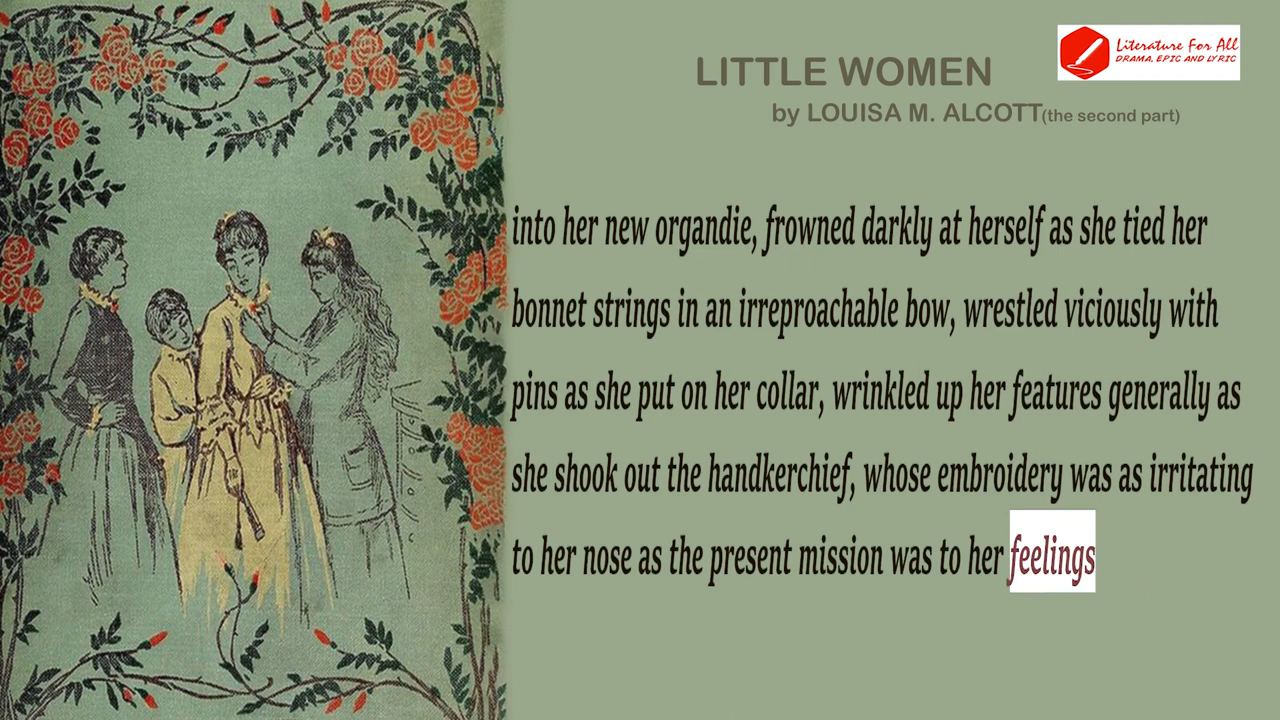 Literature For All
DRAMA, EPIC AND LYRIC
LITTLE WOMEN
by LOUISA M. ALCOTT(the second part)
into her new organdie, frowned darkly at herself as she tied her
bonnet strings in an irreproachable bow, wrestled viciously with
pins as she put on her collar, wrinkled up her features generally as
she shook out the handkerchief, whose embroidery was as irritating
to her nose as the present mission was to her feelings